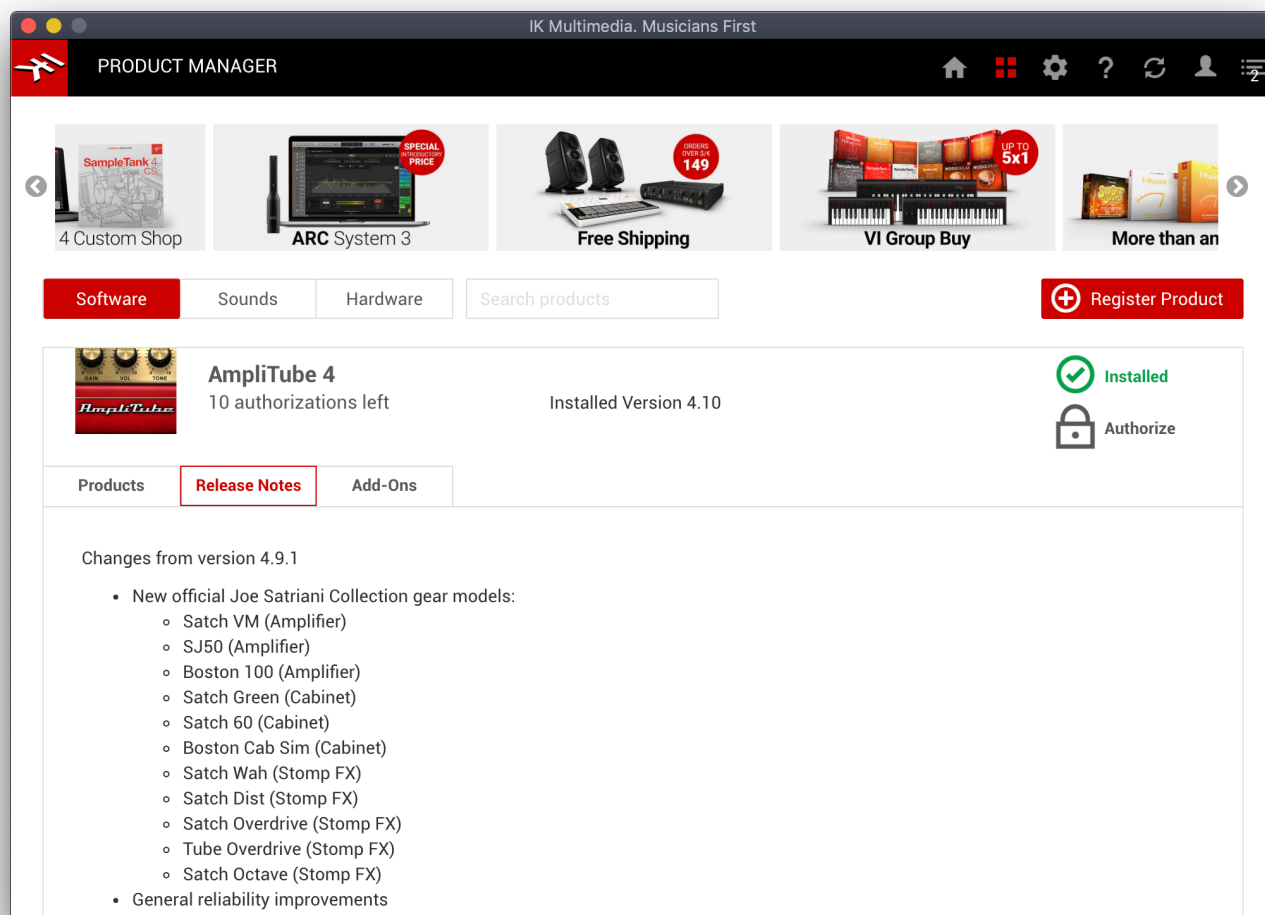 IK Multimedia. Musicians First
PRODUCT MANAGER
?
2
SampleTank 4
CS
4 Custom Shop
SPECIAL
INTRODUCTORY
PRICE
ARC System 3
ORDERS
OVER $/€
149
Free Shipping
UP TO
5x1
VI Group Buy
More than an
Software
Sounds
Hardware
Search products
Register Product
GAIN VOL TONE
AmpliTube
AmpliTube 4
10 authorizations left
Installed Version 4.10
Installed
Authorize
Products
Release Notes
Add-Ons
Changes from version 4.9.1
• New official Joe Satriani Collection gear models:
◦ Satch VM (Amplifier)
◦ SJ50 (Amplifier)
◦ Boston 100 (Amplifier)
◦ Satch Green (Cabinet)
◦ Satch 60 (Cabinet)
◦ Boston Cab Sim (Cabinet)
◦ Satch Wah (Stomp FX)
◦ Satch Dist (Stomp FX)
◦ Satch Overdrive (Stomp FX)
◦ Tube Overdrive (Stomp FX)
◦ Satch Octave (Stomp FX)
• General reliability improvements